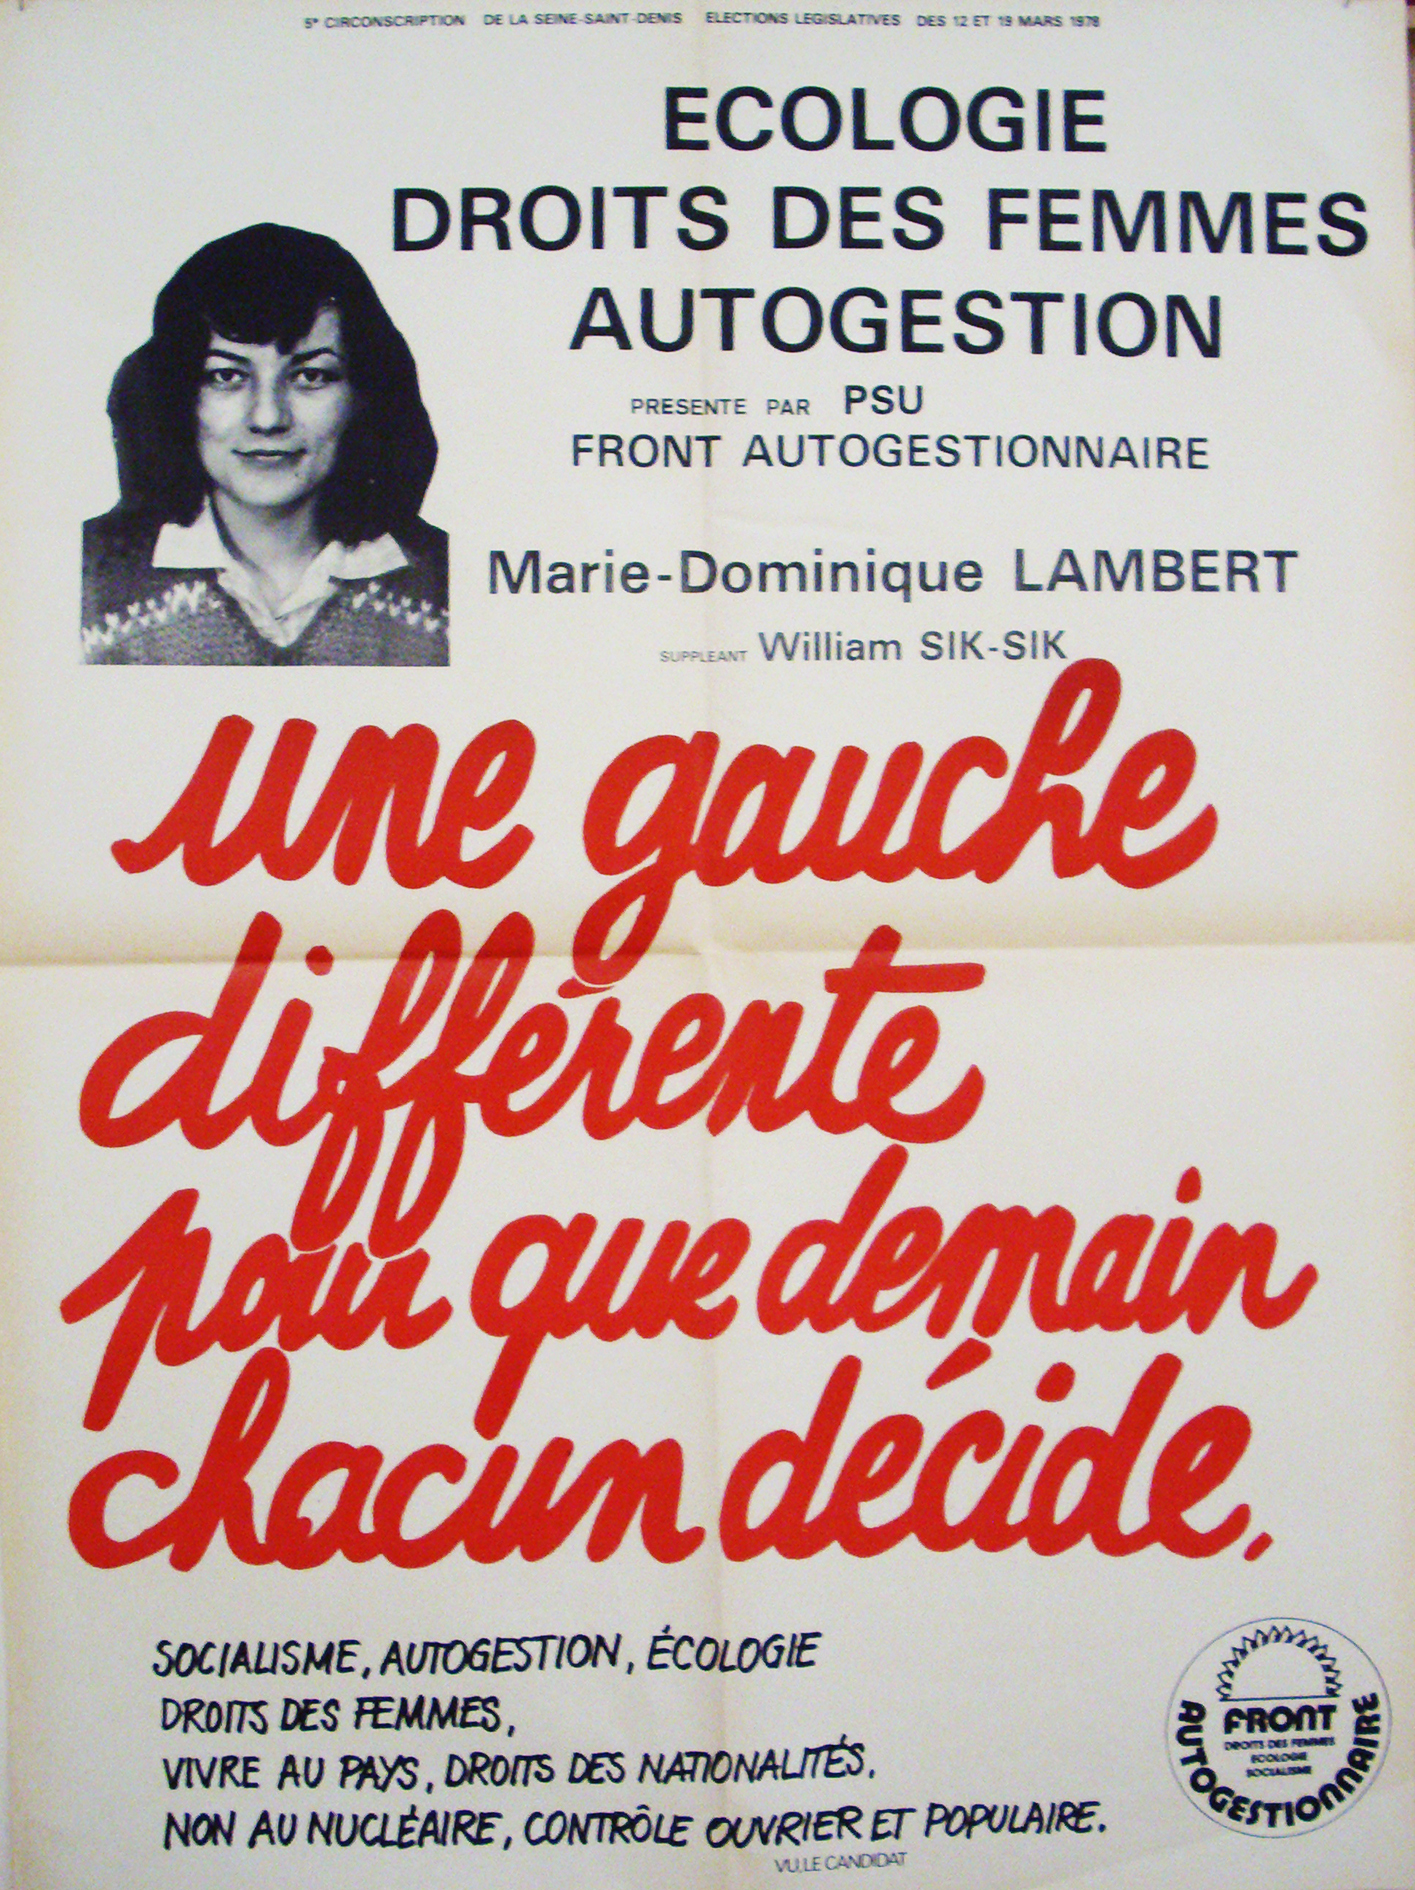 5e CIRCONSCRIPTION DE LA SEINE-SAINT-DENIS ELECTIONS LEGISLATIVES DES 12 ET 19 MARS 1978
ECOLOGIE
DROITS DES FEMMES
AUTOGESTION
PRESENTE PAR PSU
FRONT AUTOGESTIONNAIRE
Marie-Dominique LAMBERT
SUPPLEANT William SIK-SIK
une gauche
différente
pour que demain
chacun décide.
SOCIALISME, AUTOGESTION, ÉCOLOGIE
DROITS DES FEMMES,
VIVRE AU PAYS, DROITS DES NATIONALITÉS.
NON AU NUCLÉAIRE, CONTRÔLE OUVRIER ET POPULAIRE.
VU, LE CANDIDAT
FRONT
DROITS DES FEMMES
ECOLOGIE
SOCIALISME
AUTOGESTIONNAIRE